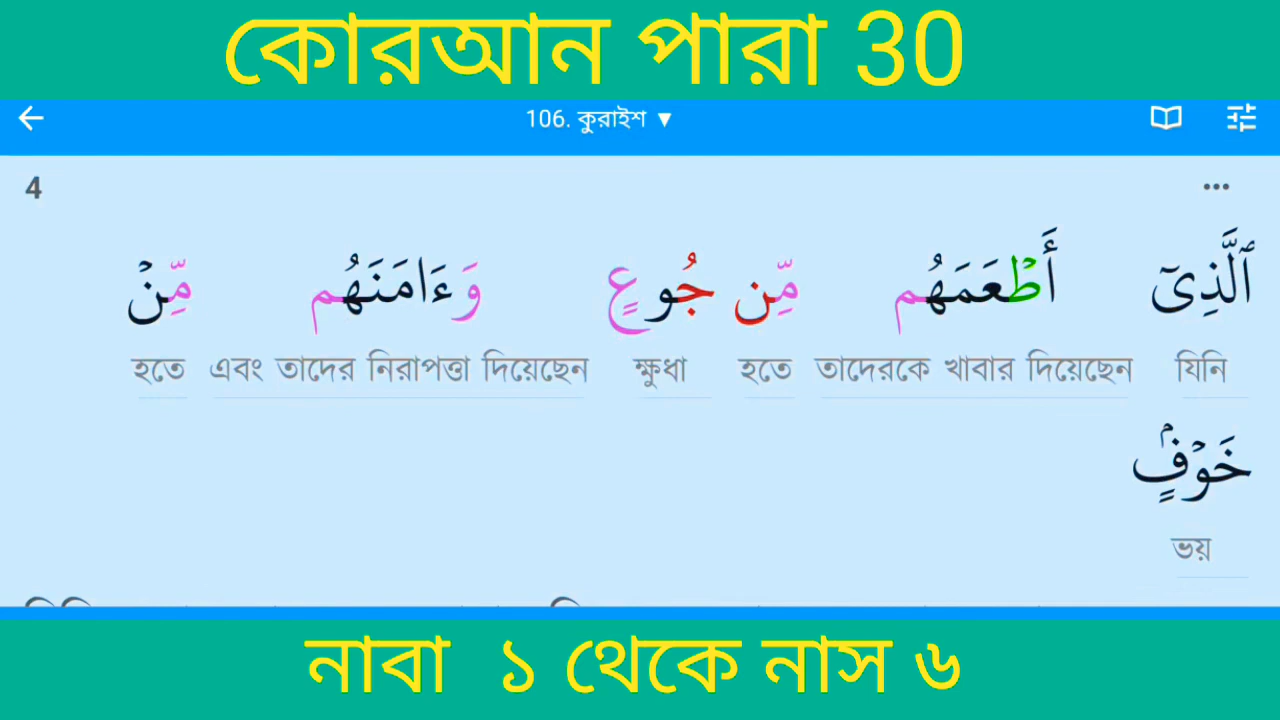 কোরআন পারা 30
106. কুরাইশ ▼
4
ٱلَّذِىٓ أَطْعَمَهُم مِّن جُوعٍ وَءَامَنَهُم مِّنْ
যিনি তাদেরকে খাবার দিয়েছেন হতে ক্ষুধা এবং তাদের নিরাপত্তা দিয়েছেন হতে
خَوْفٍۭ
ভয়
নাবা ১ থেকে নাস ৬